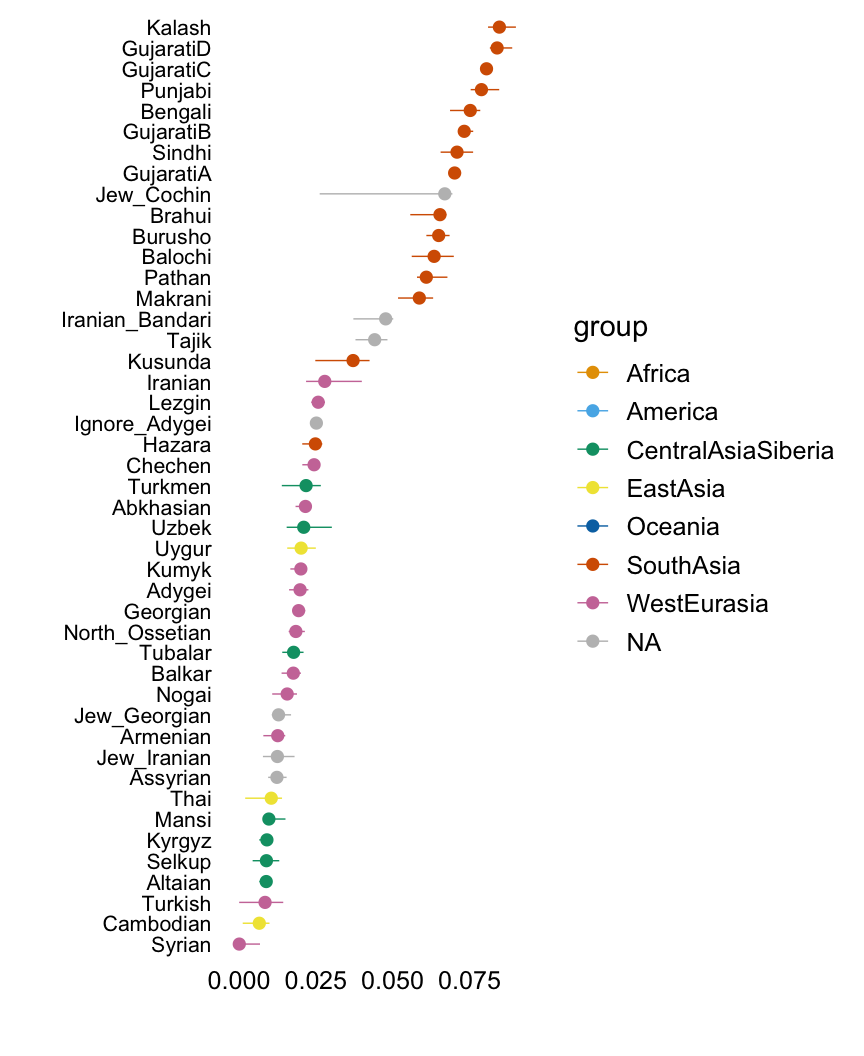 Kalash
GujaratiD
GujaratiC
Punjabi
Bengali
GujaratiB
Sindhi
GujaratiA
Jew_Cochin
Brahui
Burusho
Balochi
Pathan
Makrani
Iranian_Bandari
Tajik
Kusunda
Iranian
Lezgin
Ignore_Adygei
Hazara
Chechen
Turkmen
Abkhasian
Uzbek
Uygur
Kumyk
Adygei
Georgian
North_Ossetian
Tubalar
Balkar
Nogai
Jew_Georgian
Armenian
Jew_Iranian
Assyrian
Thai
Mansi
Kyrgyz
Selkup
Altaian
Turkish
Cambodian
Syrian
0.000 0.025 0.050 0.075
group
Africa
America
CentralAsiaSiberia
EastAsia
Oceania
SouthAsia
WestEurasia
NA